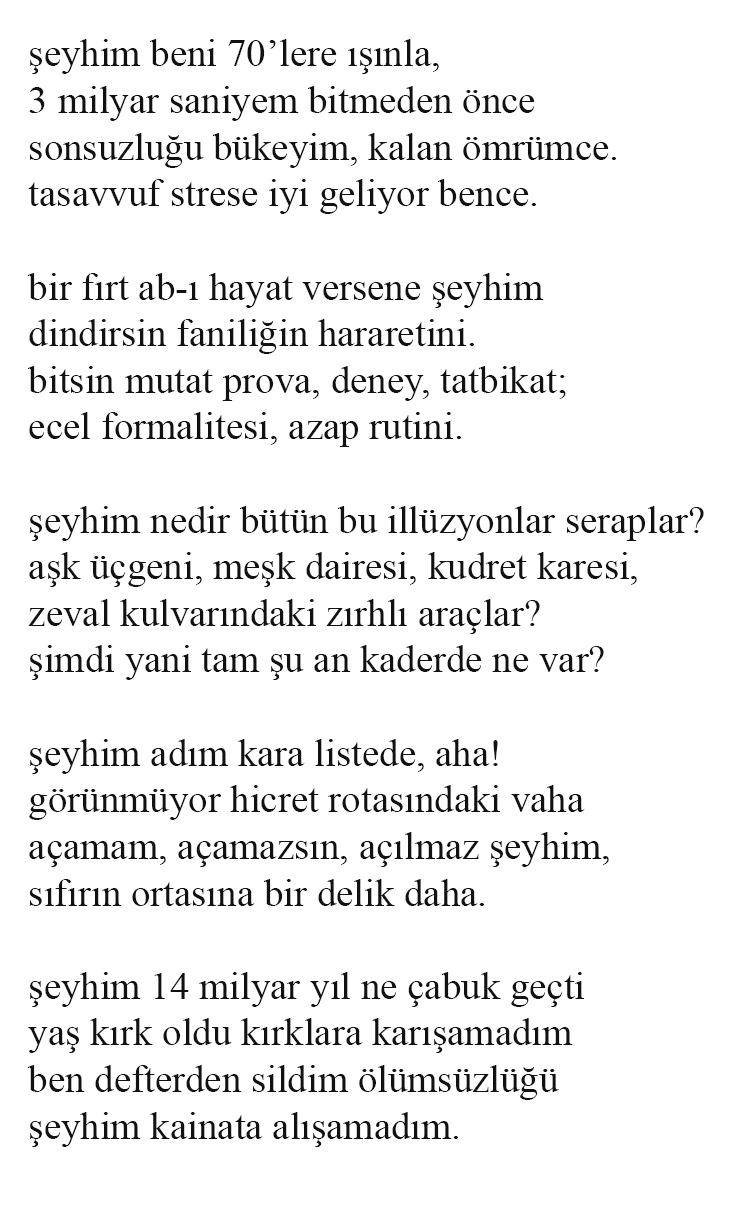 şeyhim beni 70’lere ışınla,
3 milyar saniyem bitmeden önce
sonsuzluğu bükeyim, kalan ömrümce.
tasavvuf strese iyi geliyor bence.

bir fırt ab-ı hayat versene şeyhim
dindirsin faniliğin hararetini.
bitsin mutat prova, deney, tatbikat;
ecel formalitesi, azap rutini.

şeyhim nedir bütün bu illüzyonlar seraplar?
aşk üçgeni, meşk dairesi, kudret karesi,
zeval kulvarındaki zırhlı araçlar?
şimdi yani tam şu an kaderde ne var?

şeyhim adım kara listede, aha!
görünmüyor hicret rotasındaki vaha
açamam, açamazsın, açılmaz şeyhim,
sıfırın ortasına bir delik daha.

şeyhim 14 milyar yıl ne çabuk geçti
yaş kırk oldu kırklara karışamadım
ben defterden sildim ölümsüzlüğü
şeyhim kainata alışamadım.